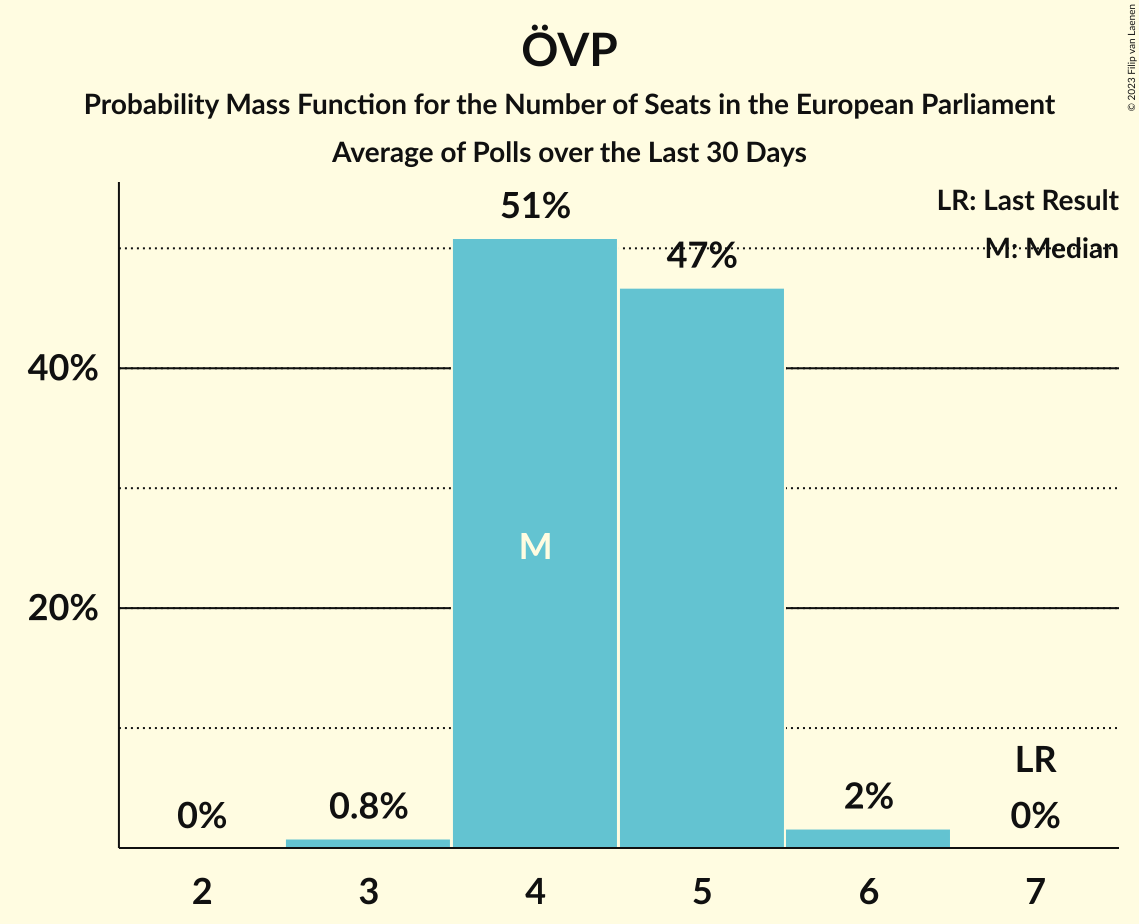 ÖVP
Probability Mass Function for the Number of Seats in the European Parliament
Average of Polls over the Last 30 Days
© 2023 Filip van Laenen
LR: Last Result
M: Median
51%
47%
40%
M
20%
LR
0%
0.8%
2%
0%
2
3
4
5
6
7